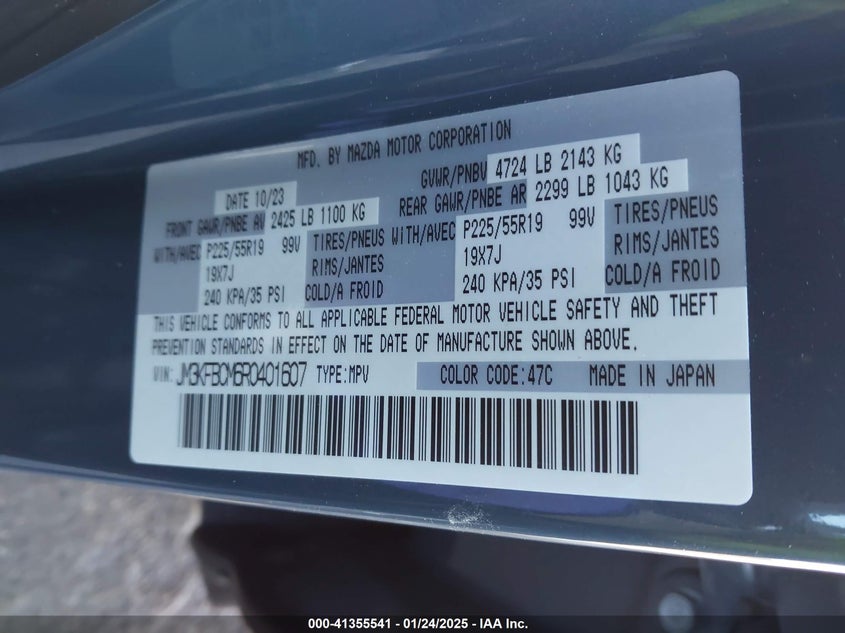 MFD. BY MAZDA MOTOR CORPORATION
DATE 10/23 GVWR/PNBV 4724 LB 2143 KG
FRONT GAWR/PNBE AV 2425 LB 1100 KG REAR GAWR/PNBE AR 2299 LB 1043 KG
WITH/AVEC P225/55R19 99V TIRES/PNEUS WITH/AVEC P225/55R19 99V TIRES/PNEUS
19X7J RIMS/JANTES 19X7J RIMS/JANTES
240 KPA/35 PSI COLD/A FROID 240 KPA/35 PSI COLD/A FROID
THIS VEHICLE CONFORMS TO ALL APPLICABLE FEDERAL MOTOR VEHICLE SAFETY AND THEFT
PREVENTION STANDARDS IN EFFECT ON THE DATE OF MANUFACTURE SHOWN ABOVE.
VIN: JM3KFBCM6R0401607 TYPE:MPV COLOR CODE:47C MADE IN JAPAN
000-41355541 - 01/24/2025 - IAA Inc.